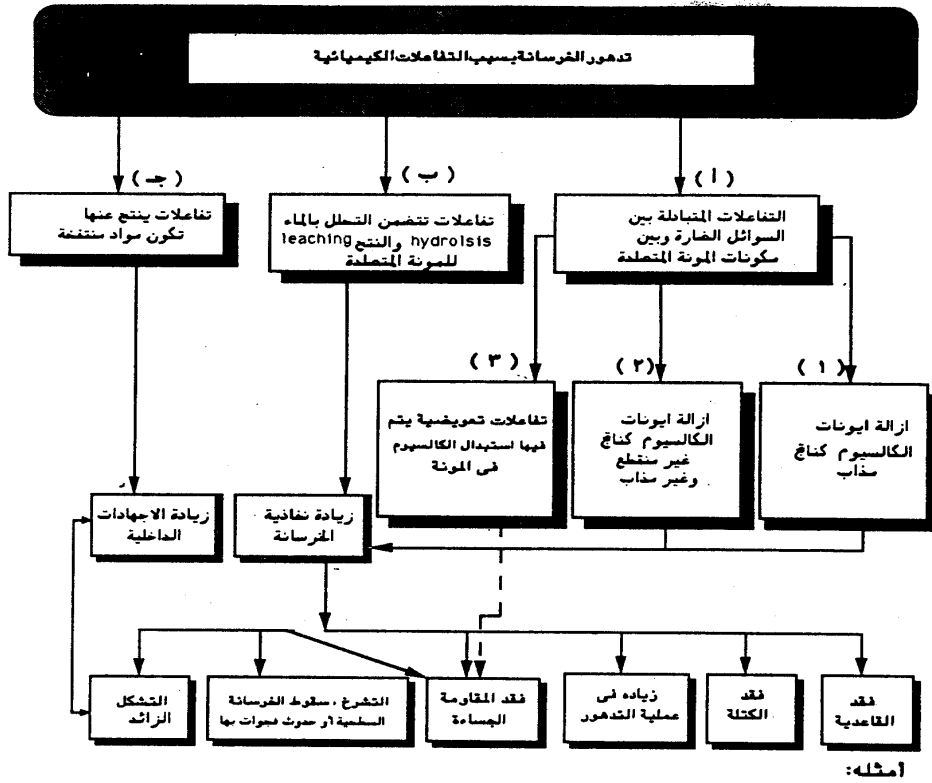 تدهور الخرسانة بسبب التفاعلات الكيميائية
( أ )
( ب )
( جـ )
التفاعلات المتبادلة بين
السوائل الضارة وبين
مكونات المونة المتصلدة
تفاعلات تتضمن التحلل بالماء
hydrolsis والنتح leaching
للمونة المتصلدة
تفاعلات ينتج عنها
تكون مواد منتفخة
( ١ )
( ٢ )
( ٣ )
ازالة ايونات
الكالسيوم كناتج
مذاب
ازالة ايونات
الكالسيوم كناتج
غير منقطع
وغير مذاب
تفاعلات تعويضية يتم
فيها استبدال الكالسيوم
فى المونة
زيادة نفاذية
الخرسانة
زيادة الاجهادات
الداخلية
فقد
القاعدية
فقد
الكتلة
زياده فى
عملية التدهور
فقد المقاومة
الجساءة
التشرخ ، سقوط الخرسانة
السطحية أو حدوث فجوات بها
التشكل
الزائد
أمثله: